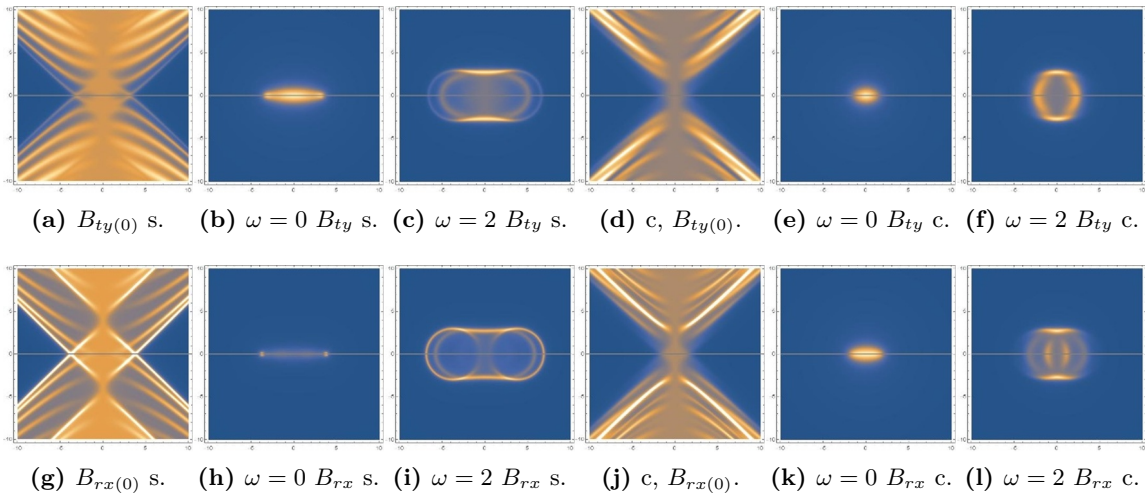 (a) B_{ty(0)} s. (b) ω = 0 B_{ty} s. (c) ω = 2 B_{ty} s. (d) c, B_{ty(0)}. (e) ω = 0 B_{ty} c. (f) ω = 2 B_{ty} c.
(g) B_{rx(0)} s. (h) ω = 0 B_{rx} s. (i) ω = 2 B_{rx} s. (j) c, B_{rx(0)}. (k) ω = 0 B_{rx} c. (l) ω = 2 B_{rx} c.